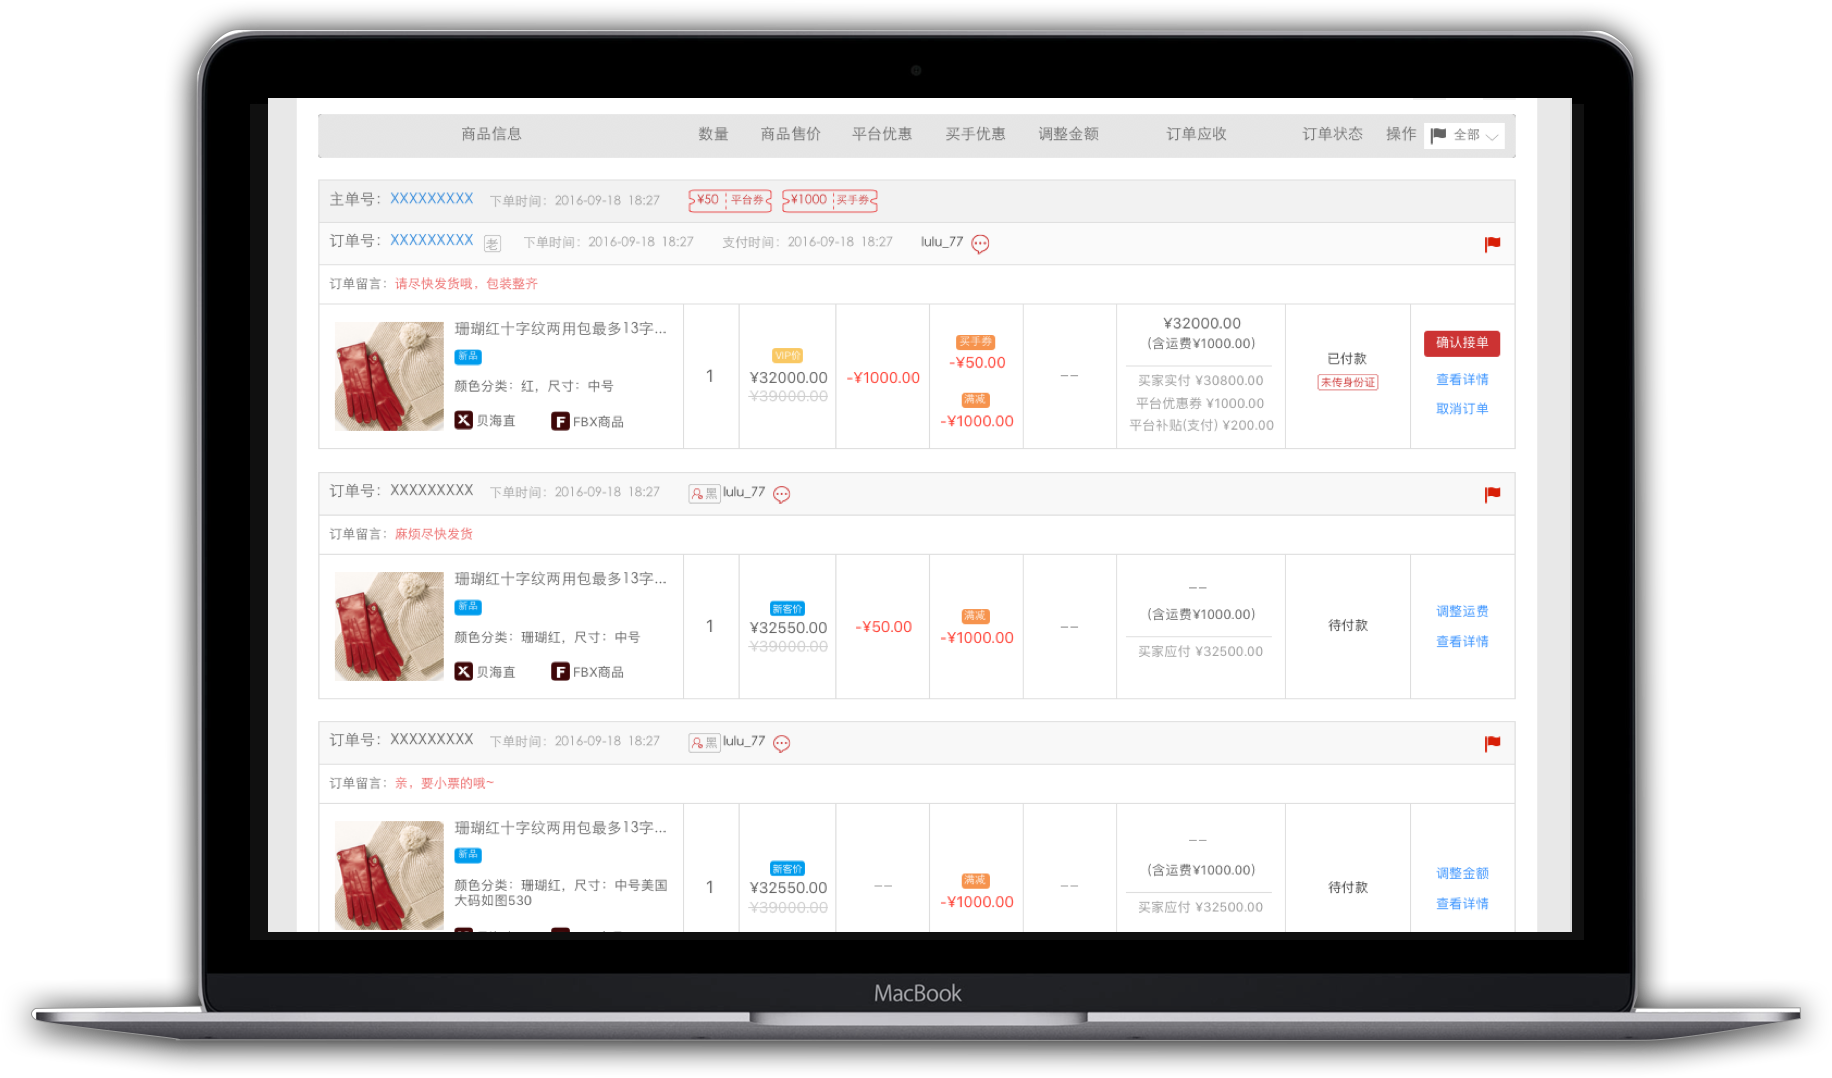 商品信息 数量 商品售价 平台优惠 买手优惠 调整金额 订单应收 订单状态 操作 全部
主单号：XXXXXXXXX 下单时间：2016-09-18 18:27 ¥50 平台券 ¥1000 买手券
订单号：XXXXXXXXX 老 下单时间：2016-09-18 18:27 支付时间：2016-09-18 18:27 lulu_77
订单留言：请尽快发货哦，包装整齐
珊瑚红十字纹两用包最多13字...
新品
颜色分类：红，尺寸：中号
X 贝海直 F FBX商品
1
VIP价
¥32000.00
¥39000.00
-¥1000.00
买手券
-¥50.00
满减
-¥1000.00
--
¥32000.00
(含运费¥1000.00)
买家实付 ¥30800.00
平台优惠券 ¥1000.00
平台补贴(支付) ¥200.00
已付款
未传身份证
确认接单
查看详情
取消订单
订单号：XXXXXXXXX 下单时间：2016-09-18 18:27 黑 lulu_77
订单留言：麻烦尽快发货
珊瑚红十字纹两用包最多13字...
新品
颜色分类：珊瑚红，尺寸：中号
X 贝海直 F FBX商品
1
新客价
¥32550.00
¥39000.00
-¥50.00
满减
-¥1000.00
--
--
(含运费¥1000.00)
买家应付 ¥32500.00
待付款
调整运费
查看详情
订单号：XXXXXXXXX 下单时间：2016-09-18 18:27 黑 lulu_77
订单留言：亲，要小票的哦~
珊瑚红十字纹两用包最多13字...
新品
颜色分类：珊瑚红，尺寸：中号美国
大码如图530
1
新客价
¥32550.00
¥39000.00
--
满减
-¥1000.00
--
--
(含运费¥1000.00)
买家应付 ¥32500.00
待付款
调整金额
查看详情
MacBook